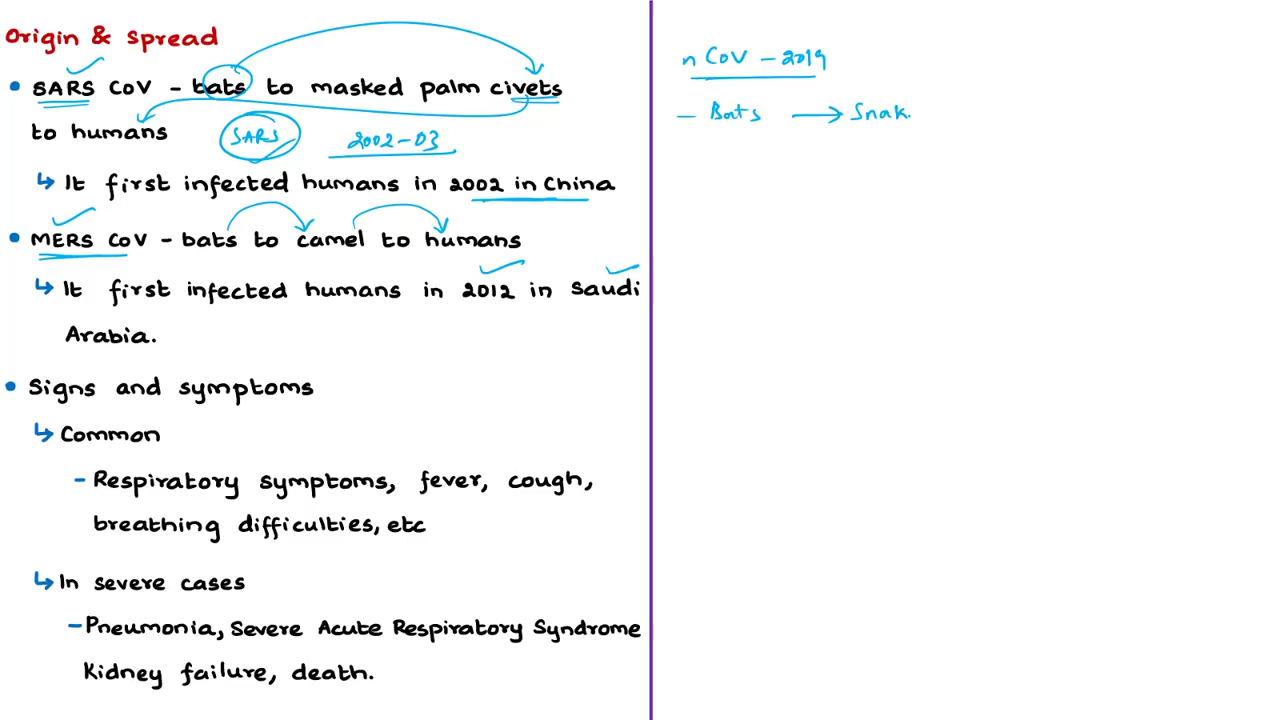 Origin & spread
• SARS CoV - bats to masked palm civets
to humans
SARS 2002-03
↳ It first infected humans in 2002 in China
• MERS CoV - bats to camel to humans
↳ It first infected humans in 2012 in Saudi
Arabia.
• Signs and symptoms
↳ Common
- Respiratory symptoms, fever, cough,
breathing difficulties, etc
↳ In severe cases
- Pneumonia, Severe Acute Respiratory Syndrome
Kidney failure, death.
n CoV - 2019
- Bats → Snak